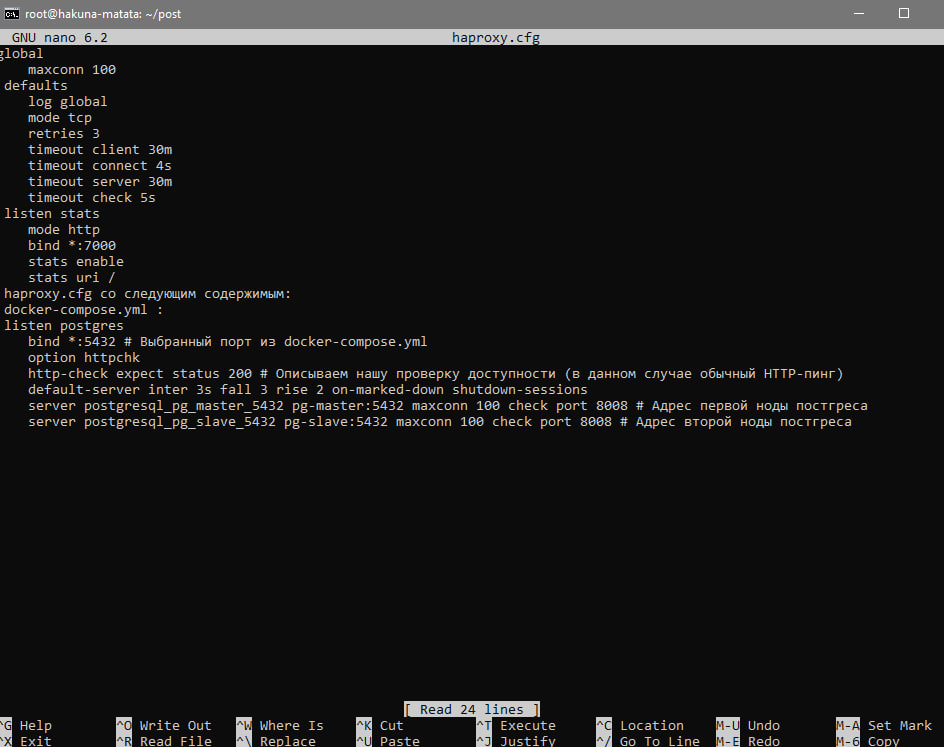 root@hakuna-matata: ~/post
GNU nano 6.2 haproxy.cfg
global
maxconn 100
defaults
log global
mode tcp
retries 3
timeout client 30m
timeout connect 4s
timeout server 30m
timeout check 5s
listen stats
mode http
bind *:7000
stats enable
stats uri /
haproxy.cfg со следующим содержимым:
docker-compose.yml :
listen postgres
bind *:5432 # Выбранный порт из docker-compose.yml
option httpchk
http-check expect status 200 # Описываем нашу проверку доступности (в данном случае обычный HTTP-пинг)
default-server inter 3s fall 3 rise 2 on-marked-down shutdown-sessions
server postgresql_pg_master_5432 pg-master:5432 maxconn 100 check port 8008 # Адрес первой ноды постгреса
server postgresql_pg_slave_5432 pg-slave:5432 maxconn 100 check port 8008 # Адрес второй ноды постгреса
[ Read 24 lines ]
^G Help ^O Write Out ^W Where Is ^K Cut ^T Execute ^C Location M-U Undo M-A Set Mark
^X Exit ^R Read File ^\ Replace ^U Paste ^J Justify ^/ Go To Line M-E Redo M-6 Copy